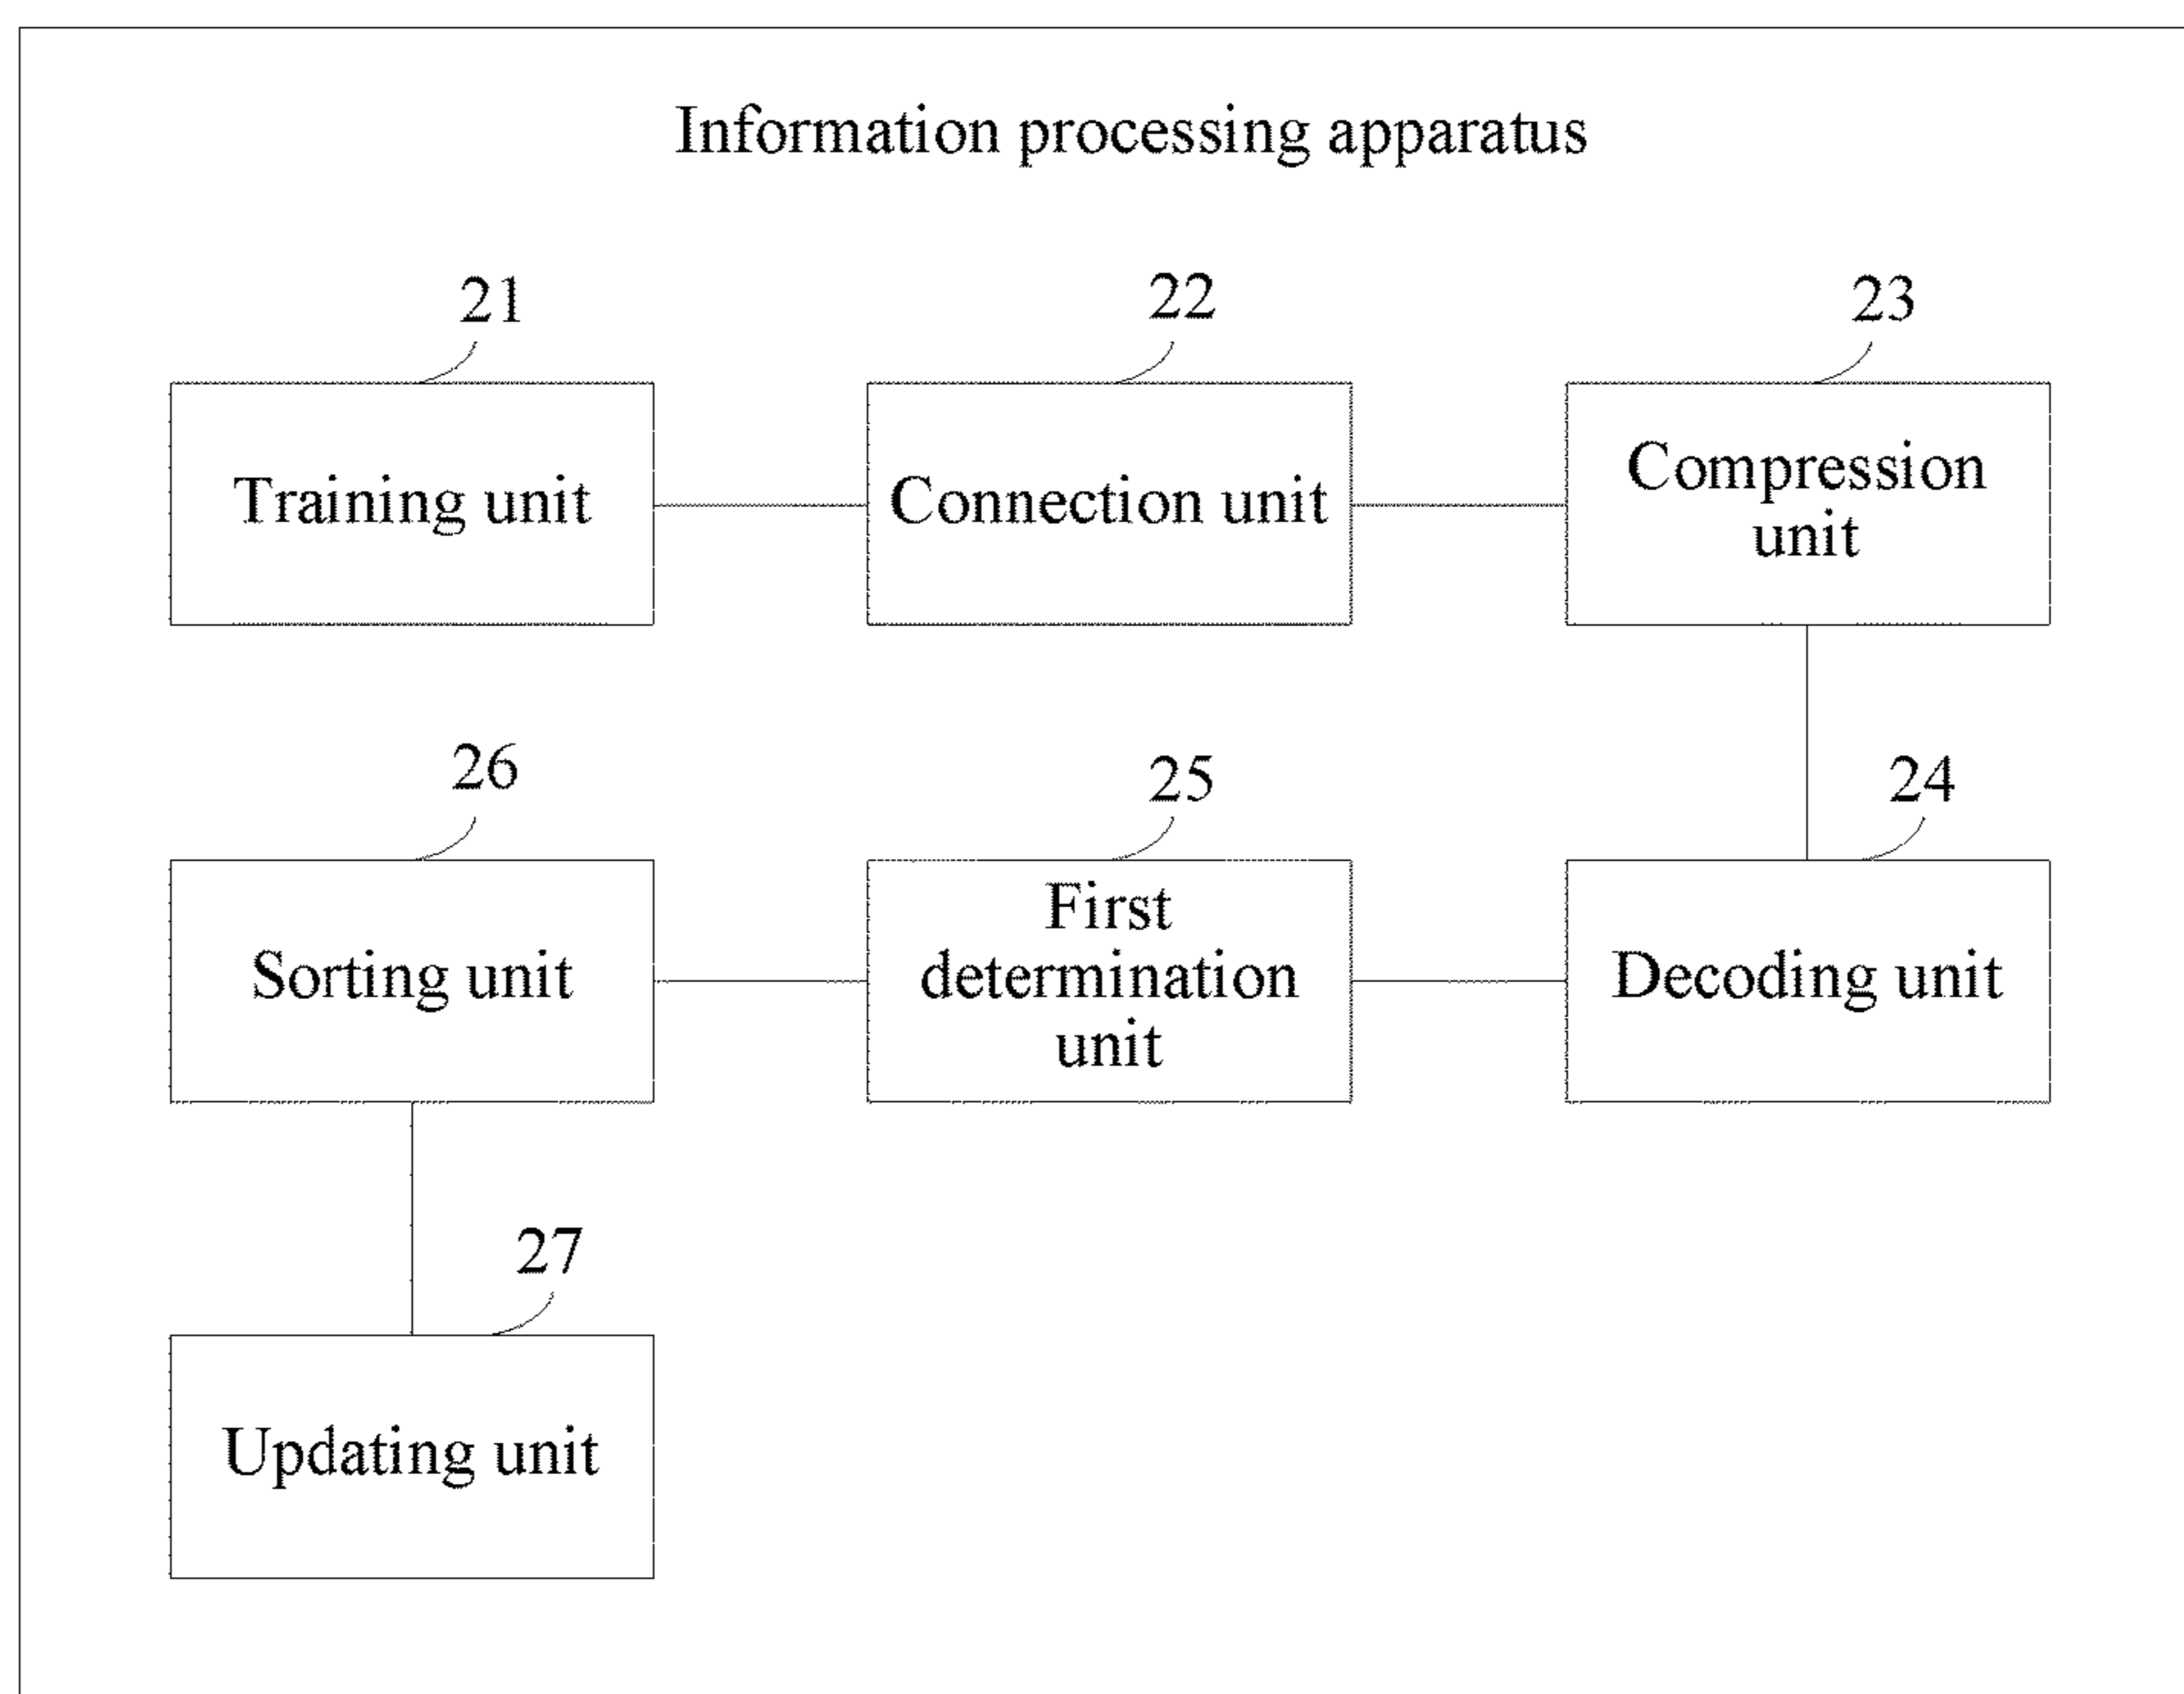 Information processing apparatus
21
22
23
Training unit
Connection unit
Compression
unit
26
25
24
Sorting unit
First
determination
unit
Decoding unit
27
Updating unit